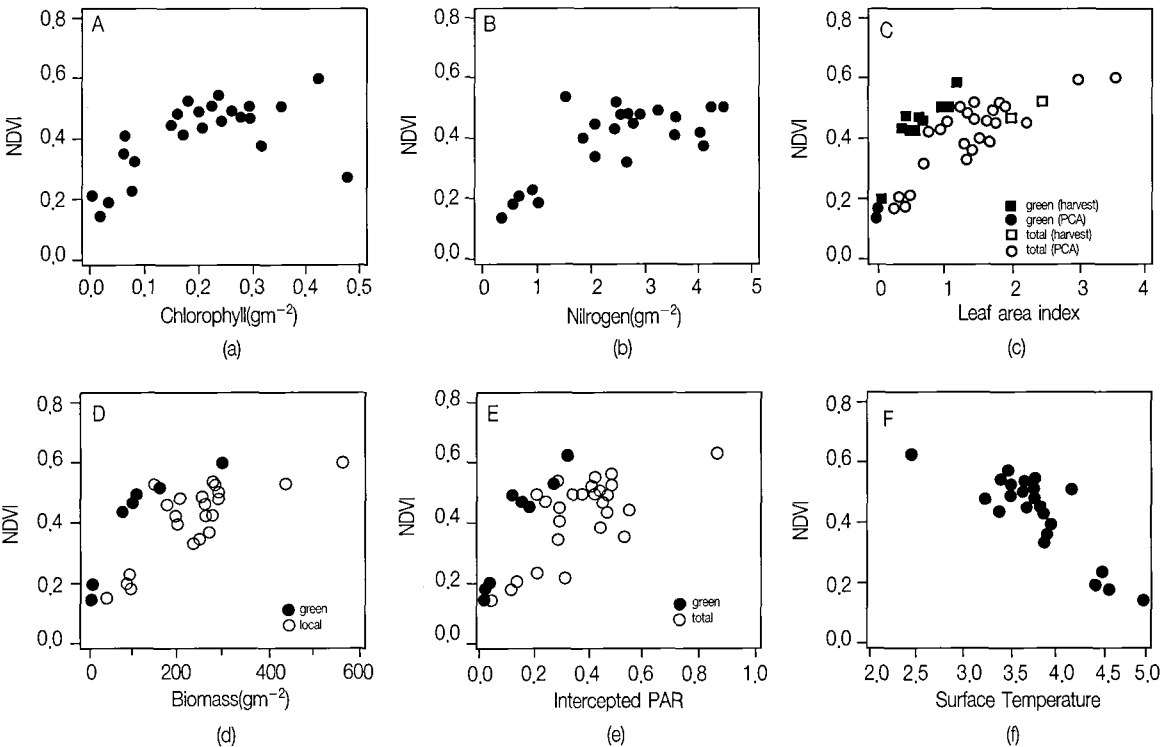 A
NDVI
0.8
0.6
0.4
0.2
0.0
0.0 0.1 0.2 0.3 0.4 0.5
Chlorophyll(gm⁻²)
(a)
B
NDVI
0.8
0.6
0.4
0.2
0.0
0 1 2 3 4 5
Nilrogen(gm⁻²)
(b)
C
NDVI
0.8
0.6
0.4
0.2
0.0
green (harvest)
green (PCA)
total (harvest)
total (PCA)
0 1 2 3 4
Leaf area index
(c)
D
NDVI
0.8
0.6
0.4
0.2
0.0
green
local
0 200 400 600
Biomass(gm⁻²)
(d)
E
NDVI
0.8
0.6
0.4
0.2
0.0
green
total
0.0 0.2 0.4 0.6 0.8 1.0
Intercepted PAR
(e)
F
NDVI
0.8
0.6
0.4
0.2
0.0
2.0 2.5 3.0 3.5 4.0 4.5 5.0
Surface Temperature
(f)